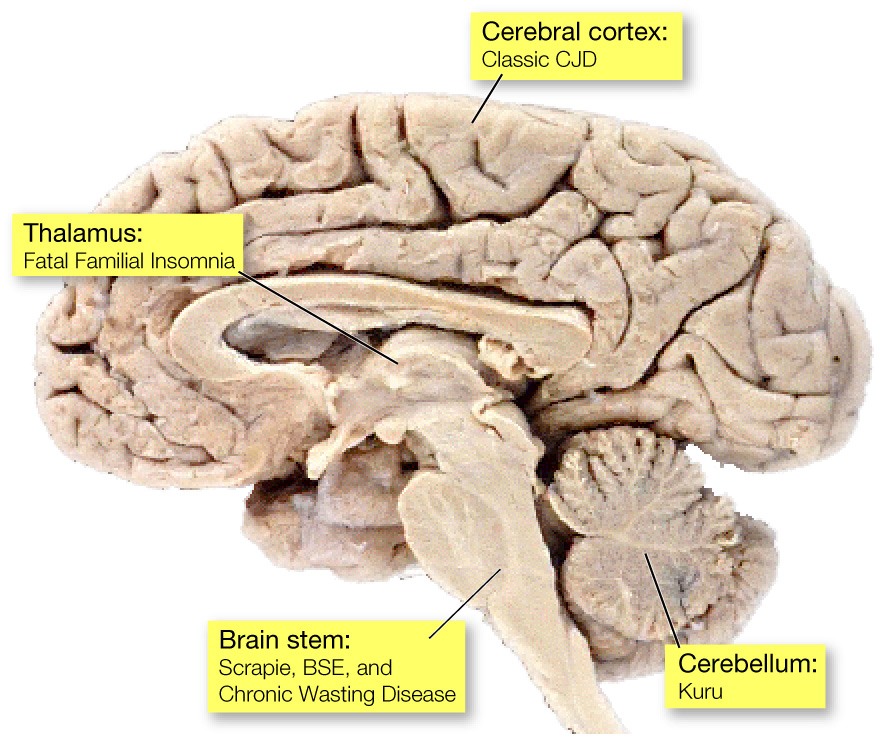 Cerebral cortex:
Classic CJD
Thalamus:
Fatal Familial Insomnia
Brain stem:
Scrapie, BSE, and
Chronic Wasting Disease
Cerebellum:
Kuru